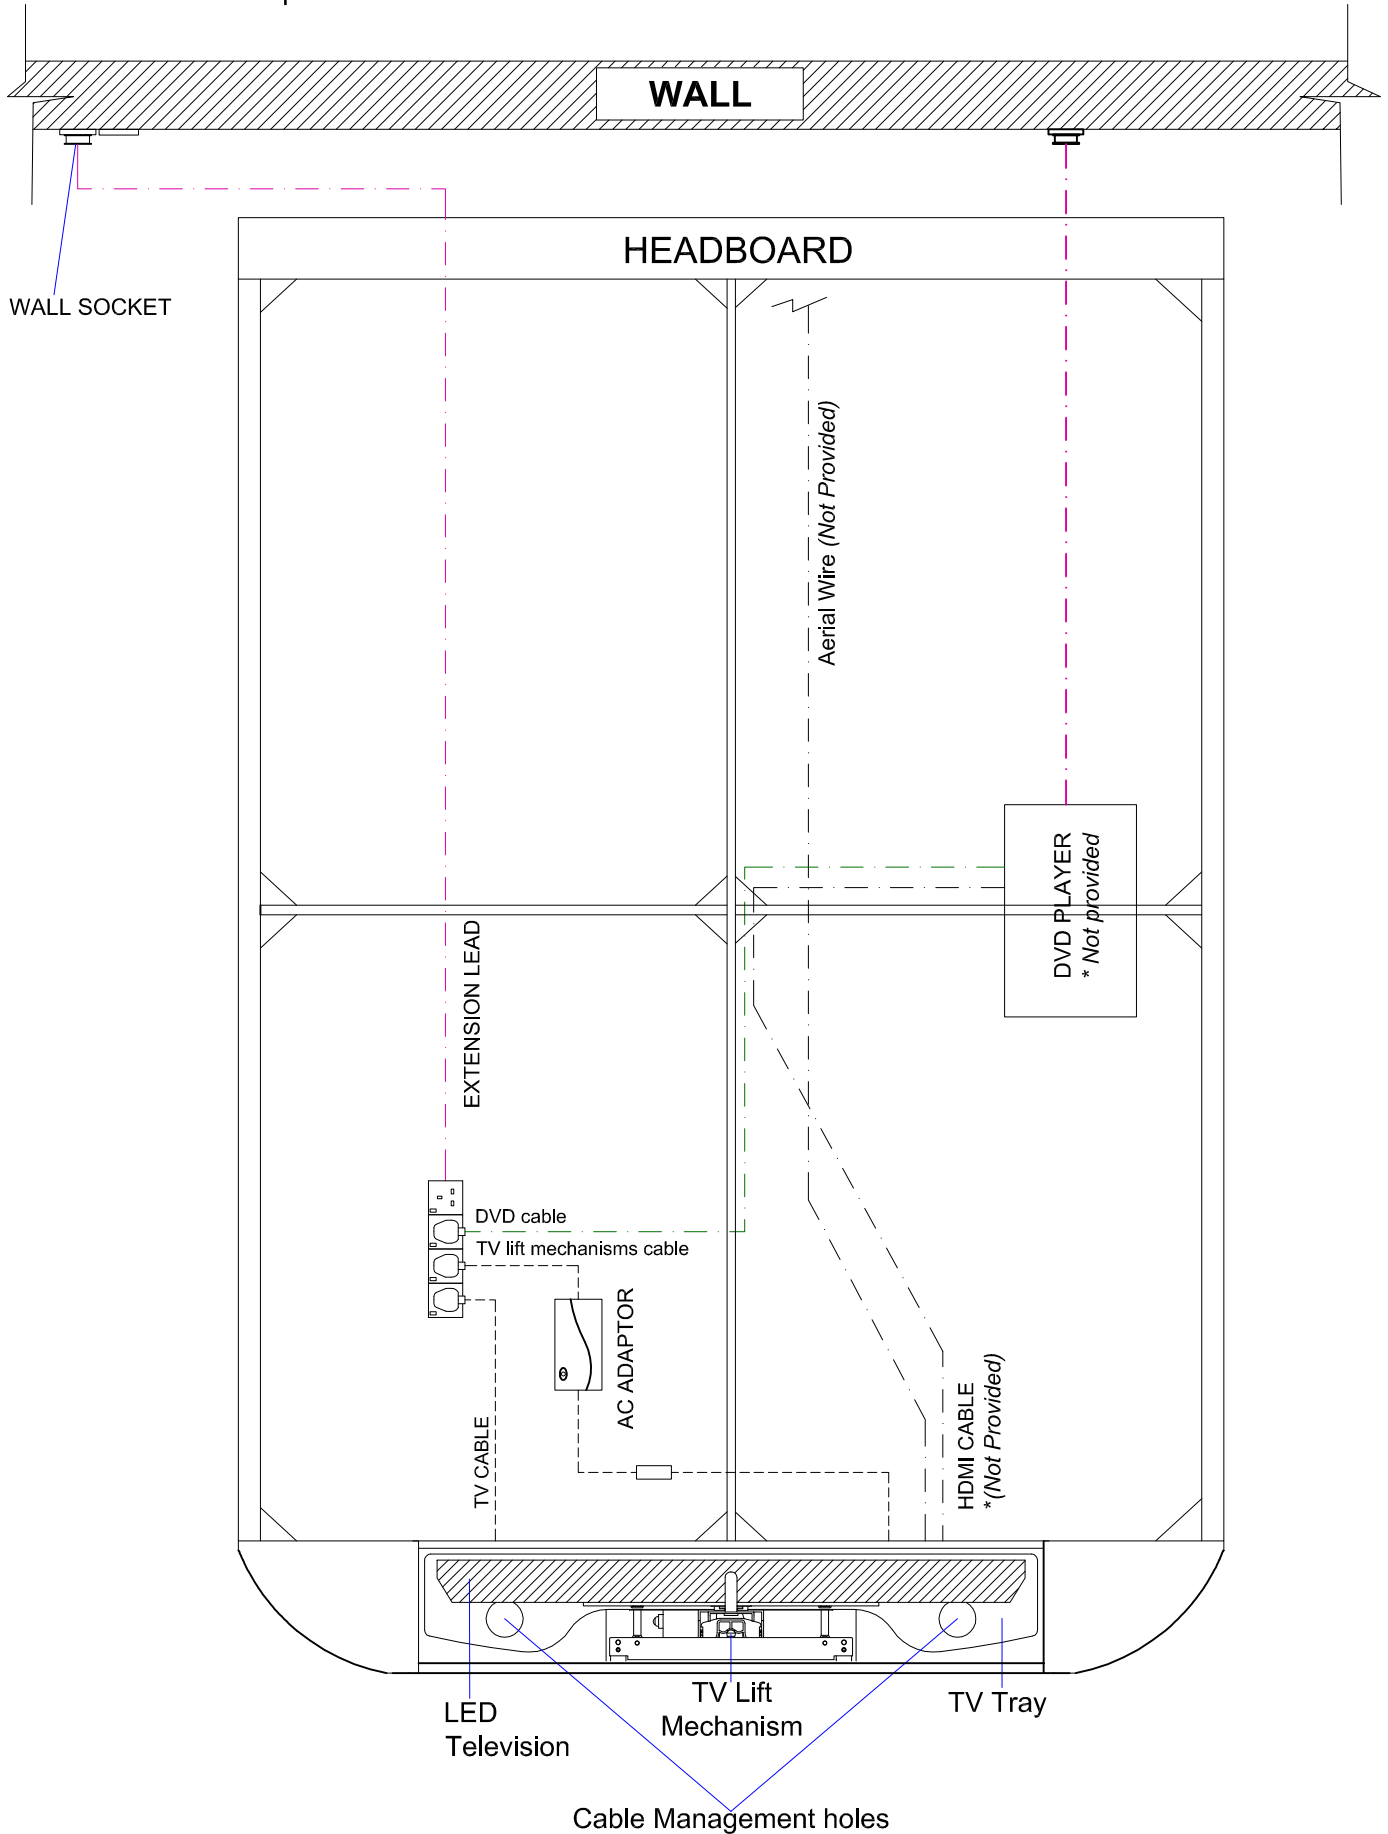 WALL
HEADBOARD
WALL SOCKET
Aerial Wire (Not Provided)
DVD PLAYER
* Not provided
EXTENSION LEAD
DVD cable
TV lift mechanisms cable
AC ADAPTOR
TV CABLE
HDMI CABLE
*(Not Provided)
LED
Television
TV Lift
Mechanism
TV Tray
Cable Management holes